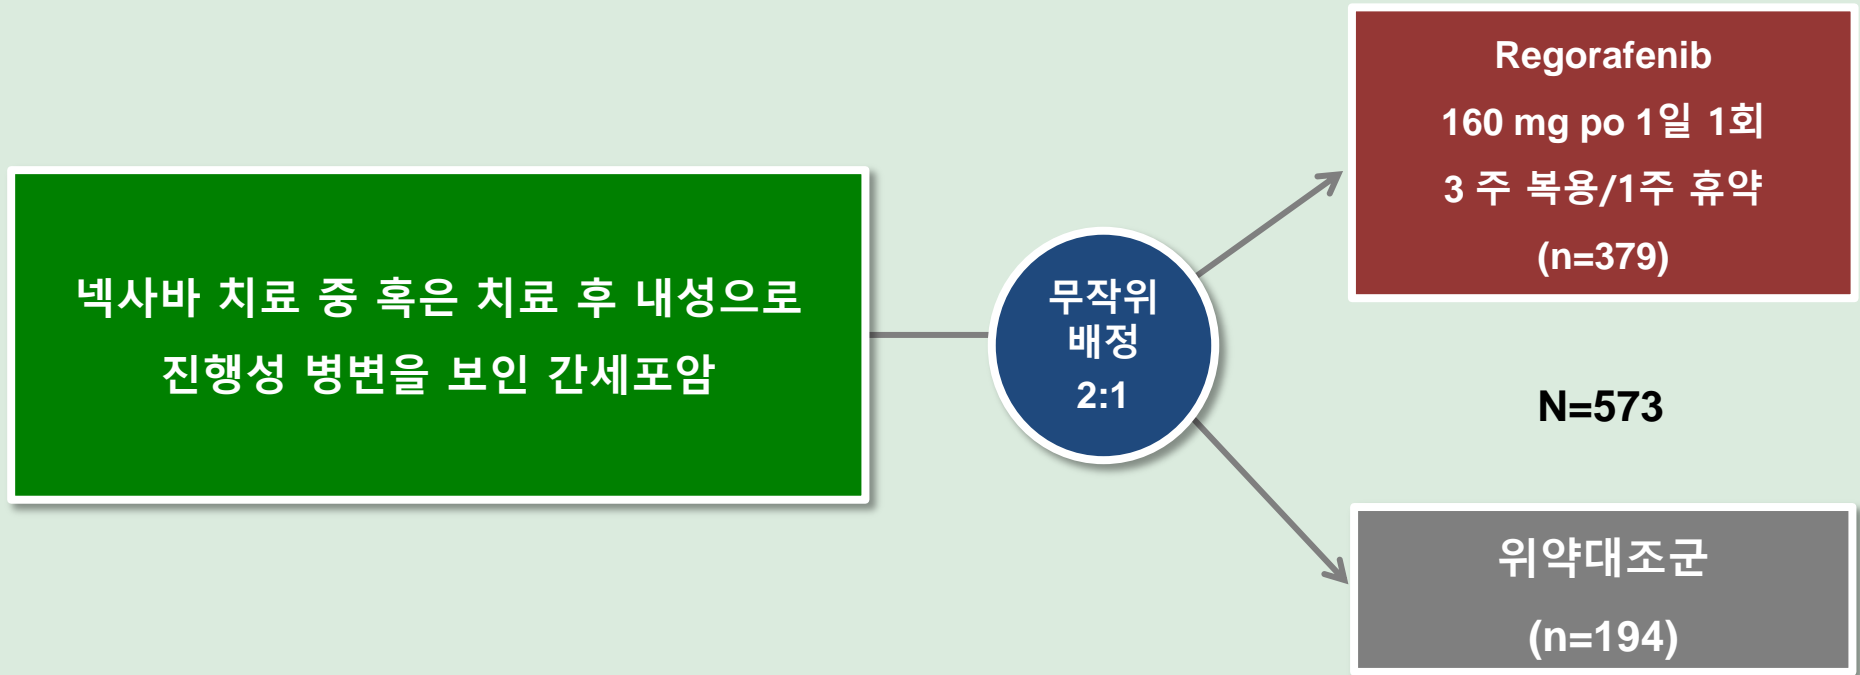 넥사바 치료 중 혹은 치료 후 내성으로
진행성 병변을 보인 간세포암
무작위
배정
2:1
Regorafenib
160 mg po 1일 1회
3 주 복용/1주 휴약
(n=379)
N=573
위약대조군
(n=194)